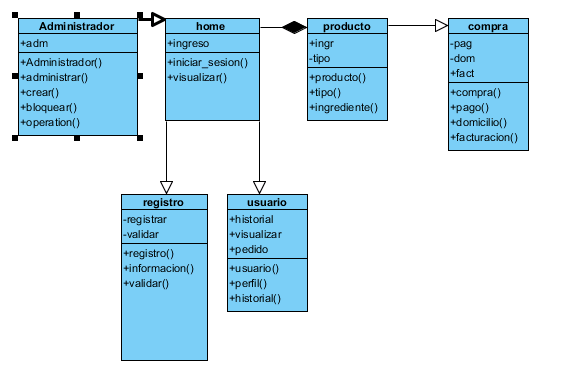 Administrador
+adm
+Administrador()
+administrar()
+crear()
+bloquear()
+operation()
home
+ingreso
+iniciar_sesion()
+visualizar()
producto
+ingr
-tipo
+producto()
+tipo()
+ingrediente()
compra
-pag
-dom
+fact
+compra()
+pago()
+domicilio()
+facturacion()
registro
-registrar
-validar
+registro()
+informacion()
+validar()
usuario
+historial
+visualizar
+pedido
+usuario()
+perfil()
+historial()